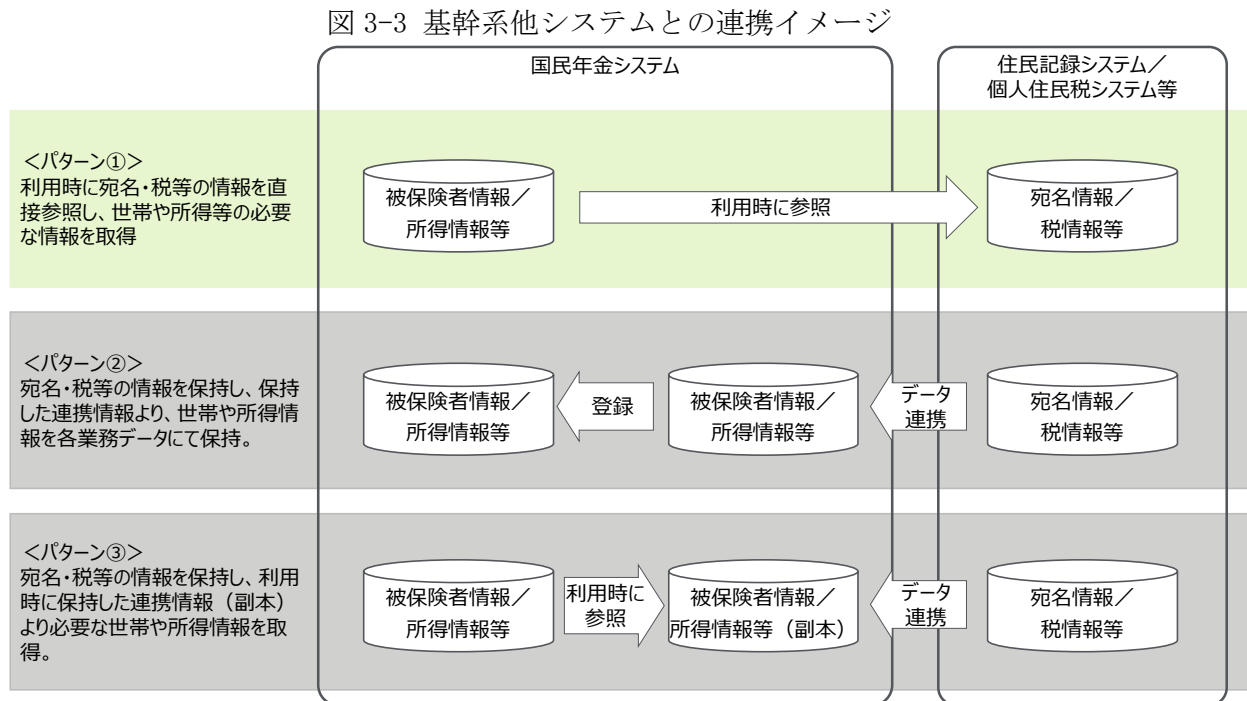 図 3-3 基幹系他システムとの連携イメージ
国民年金システム
住民記録システム／
個人住民税システム等
＜パターン①＞
利用時に宛名・税等の情報を直
接参照し、世帯や所得等の必要
な情報を取得
被保険者情報／
所得情報等
利用時に参照
宛名情報／
税情報等
＜パターン②＞
宛名・税等の情報を保持し、保持
した連携情報より、世帯や所得情
報を各業務データにて保持。
被保険者情報／
所得情報等
登録
被保険者情報／
所得情報等
データ
連携
宛名情報／
税情報等
＜パターン③＞
宛名・税等の情報を保持し、利用
時に保持した連携情報（副本）
より必要な世帯や所得情報を取
得。
被保険者情報／
所得情報等
利用時に
参照
被保険者情報／
所得情報等（副本）
データ
連携
宛名情報／
税情報等